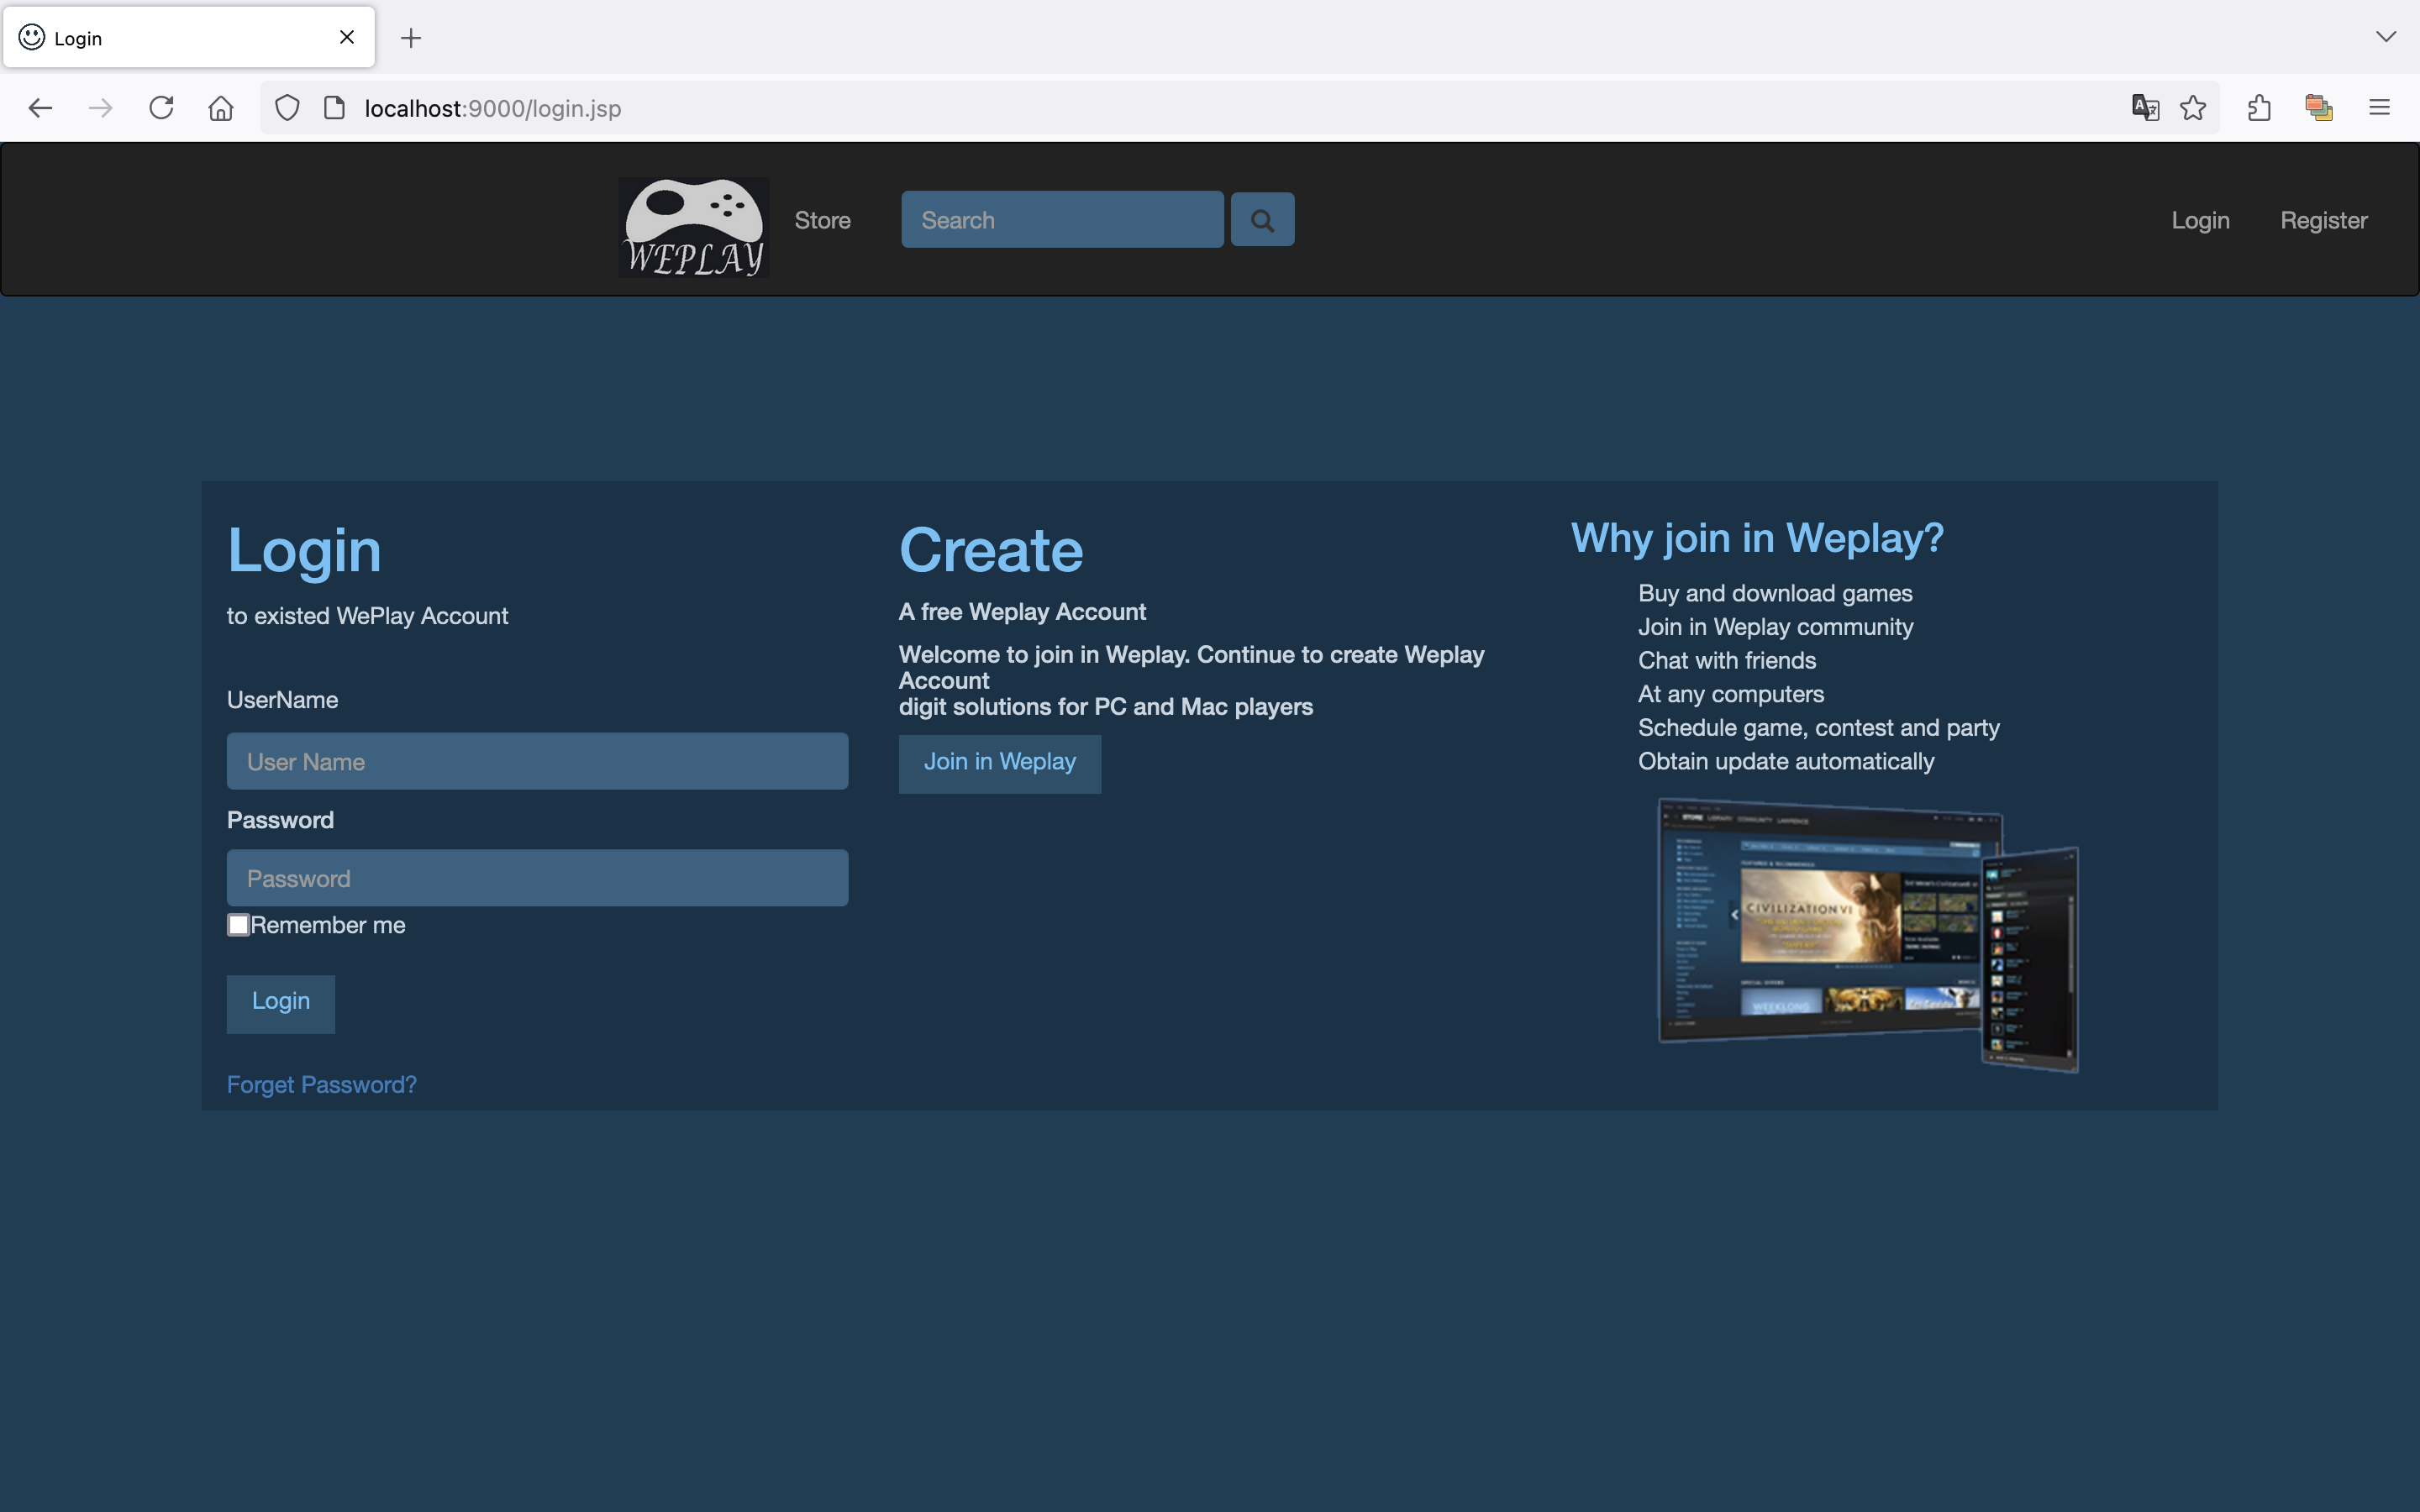 Login
localhost:9000/login.jsp
WEPLAY
Store
Search
Login
Register
Login
to existed WePlay Account
UserName
User Name
Password
Password
Remember me
Login
Forget Password?
Create
A free Weplay Account
Welcome to join in Weplay. Continue to create Weplay
Account
digit solutions for PC and Mac players
Join in Weplay
Why join in Weplay?
Buy and download games
Join in Weplay community
Chat with friends
At any computers
Schedule game, contest and party
Obtain update automatically
STORE LIBRARY COMMUNITY
CIVILIZATION VI
WEEKLONG